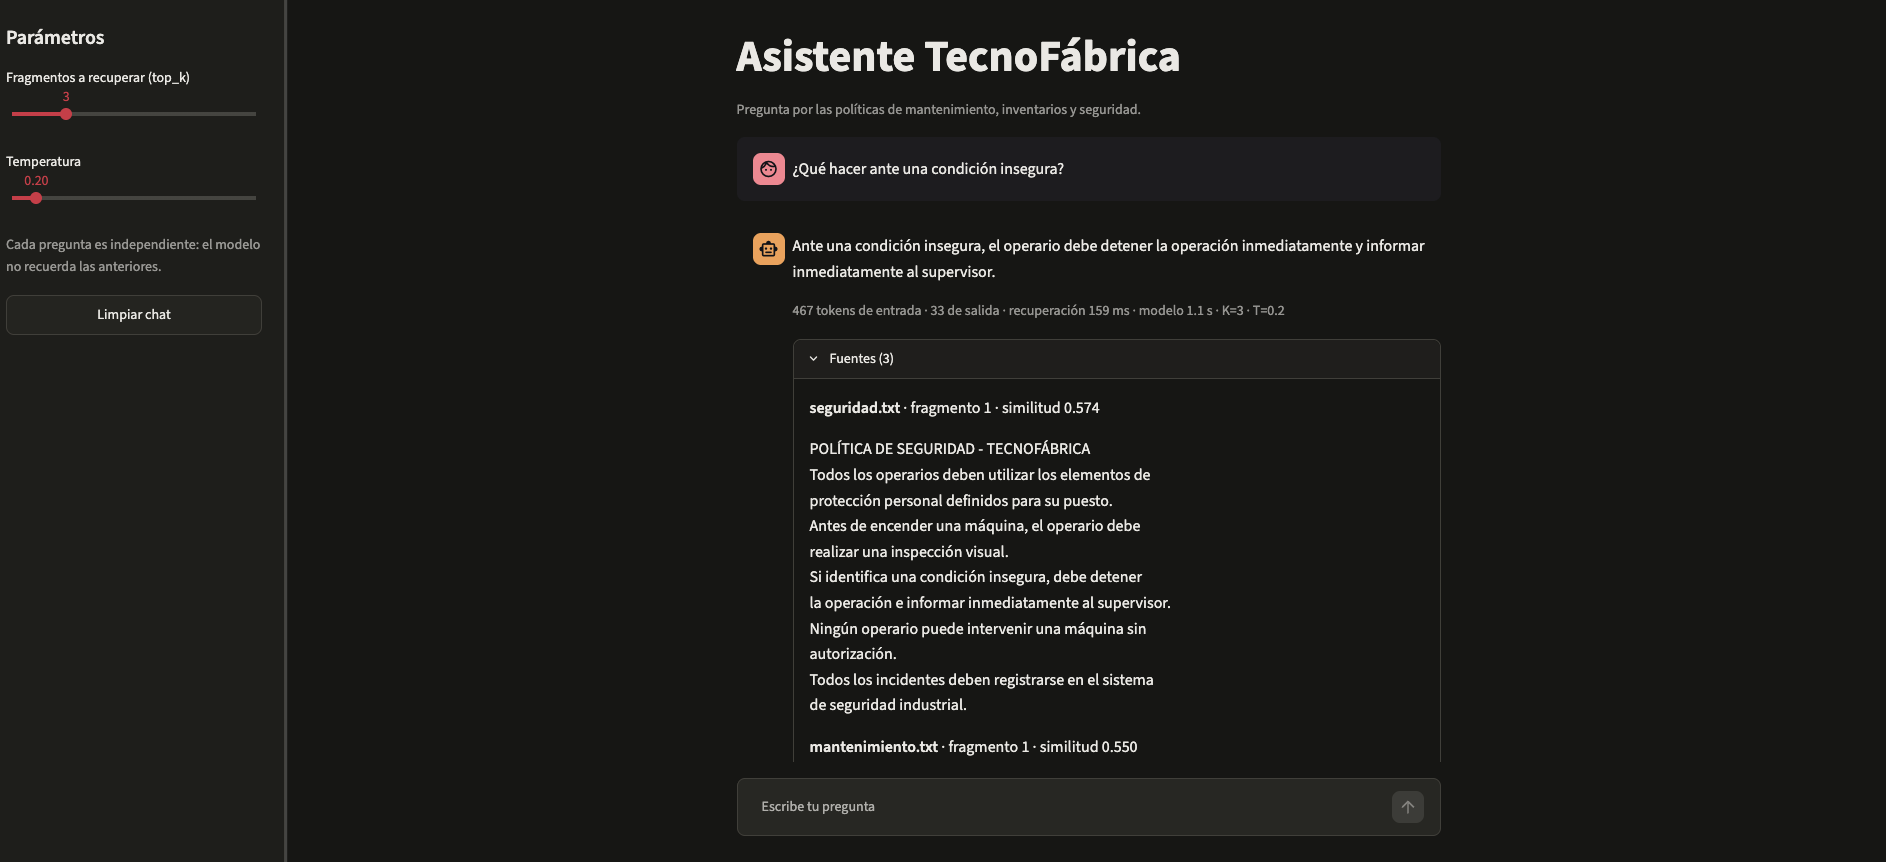 Parámetros
Fragmentos a recuperar (top_k)
3
Temperatura
0.20
Cada pregunta es independiente: el modelo
no recuerda las anteriores.
Limpiar chat
Asistente TecnoFábrica
Pregunta por las políticas de mantenimiento, inventarios y seguridad.
¿Qué hacer ante una condición insegura?
Ante una condición insegura, el operario debe detener la operación inmediatamente y informar
inmediatamente al supervisor.
467 tokens de entrada · 33 de salida · recuperación 159 ms · modelo 1.1 s · K=3 · T=0.2
Fuentes (3)
seguridad.txt · fragmento 1 · similitud 0.574
POLÍTICA DE SEGURIDAD - TECNOFÁBRICA
Todos los operarios deben utilizar los elementos de
protección personal definidos para su puesto.
Antes de encender una máquina, el operario debe
realizar una inspección visual.
Si identifica una condición insegura, debe detener
la operación e informar inmediatamente al supervisor.
Ningún operario puede intervenir una máquina sin
autorización.
Todos los incidentes deben registrarse en el sistema
de seguridad industrial.
mantenimiento.txt · fragmento 1 · similitud 0.550
Escribe tu pregunta